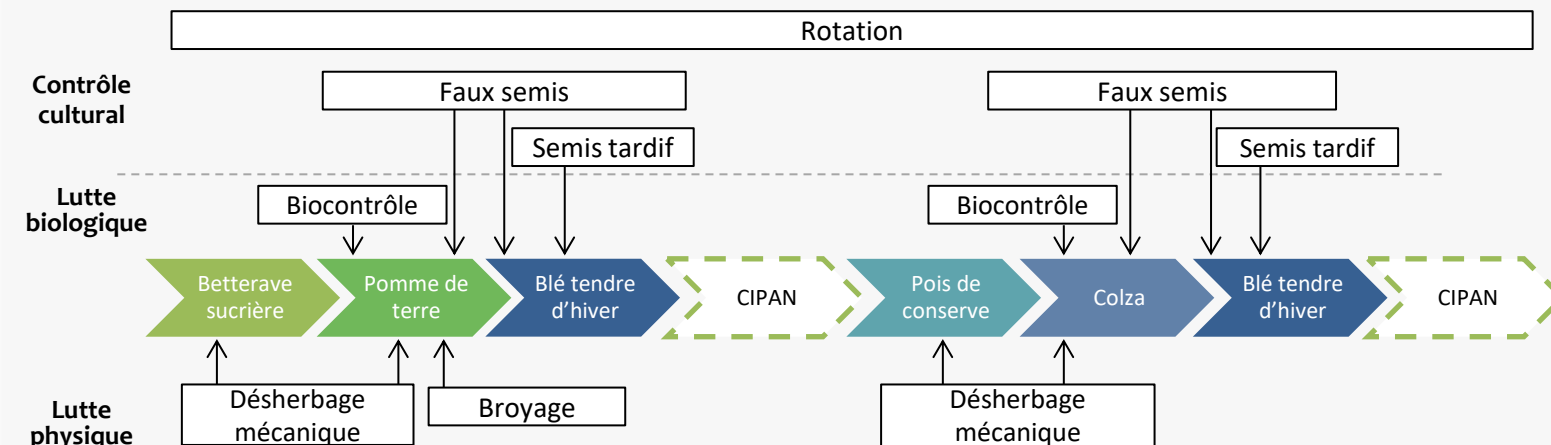 Rotation
Contrôle
cultural
Faux semis
Faux semis
Semis tardif
Semis tardif
Lutte
biologique
Biocontrôle
Biocontrôle
Betterave
sucrière
Pomme de
terre
Blé tendre
d'hiver
CIPAN
Pois de
conserve
Colza
Blé tendre
d'hiver
CIPAN
Lutte
physique
Désherbage
mécanique
Broyage
Désherbage
mécanique